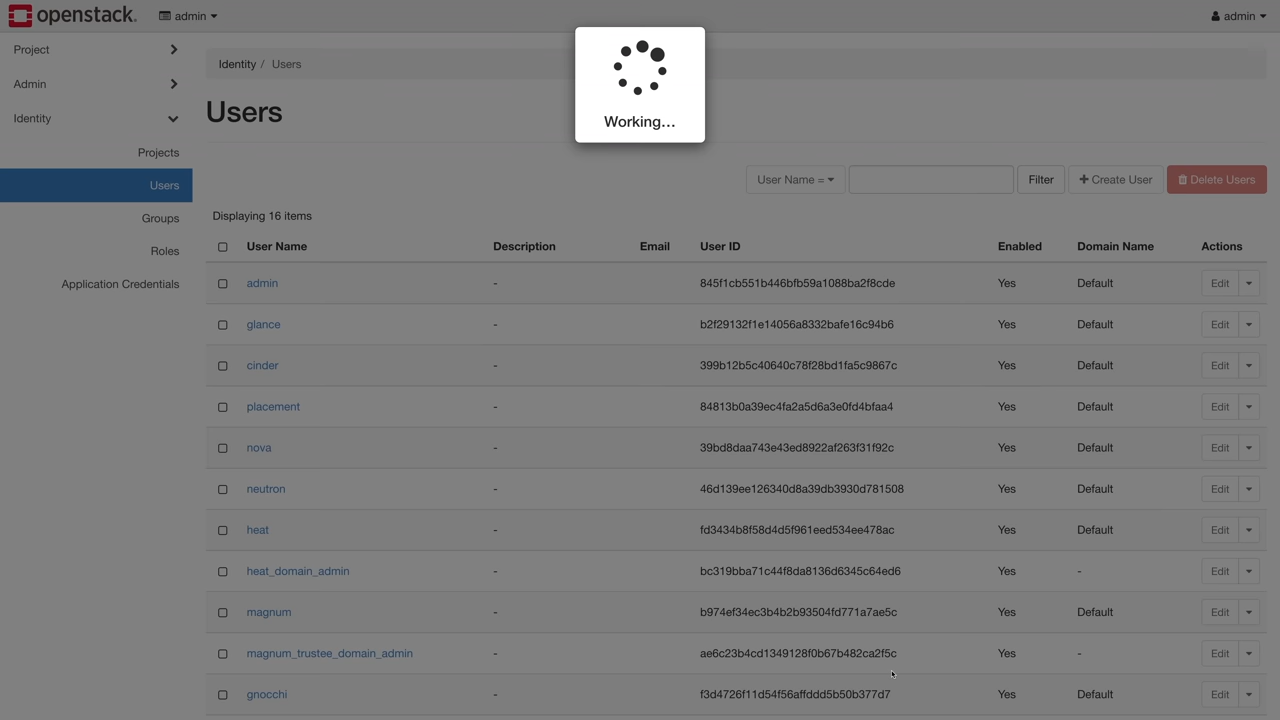 openstack.
admin
admin
Project
Admin
Identity
Projects
Users
Groups
Roles
Application Credentials
Identity / Users
Working...
Users
User Name =
Filter
Create User
Delete Users
Displaying 16 items
User Name Description Email User ID Enabled Domain Name Actions
admin - 845f1cb551b446bfb59a1088ba2f8cde Yes Default Edit
glance - b2f29132f1e14056a8332bafe16c94b6 Yes Default Edit
cinder - 399b12b5c40640c78f28bd1fa5c9867c Yes Default Edit
placement - 84813b0a39ec4fa2a5d6a3e0fd4bfaa4 Yes Default Edit
nova - 39bd8daa743e43ed8922af263f31f92c Yes Default Edit
neutron - 46d139ee126340d8a39db3930d781508 Yes Default Edit
heat - fd3434b8f58d4d5f961eed534ee478ac Yes Default Edit
heat_domain_admin - bc319bba71c44f8da8136d6345c64ed6 Yes - Edit
magnum - b974ef34ec3b4b2b93504fd771a7ae5c Yes Default Edit
magnum_trustee_domain_admin - ae6c23b4cd1349128f0b67b482ca2f5c Yes - Edit
gnocchi - f3d4726f11d54f56affddd5b50b377d7 Yes Default Edit